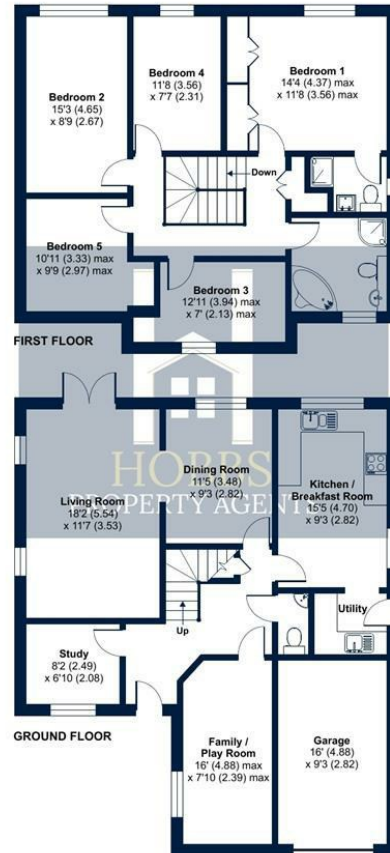 Bedroom 2
15'3 (4.65)
x 8'9 (2.67)
Bedroom 4
11'8 (3.56)
x 7'7 (2.31)
Bedroom 1
14'4 (4.37) max
x 11'8 (3.56) max
Down
Bedroom 5
10'11 (3.33) max
x 9'9 (2.97) max
Bedroom 3
12'11 (3.94) max
x 7' (2.13) max
FIRST FLOOR
HOBBS
PROPERTY AGENTS
Living Room
18'2 (5.54)
x 11'7 (3.53)
Dining Room
11'5 (3.48)
x 9'3 (2.82)
Kitchen /
Breakfast Room
15'5 (4.70)
x 9'3 (2.82)
Utility
Up
Study
8'2 (2.49)
x 6'10 (2.08)
GROUND FLOOR
Family /
Play Room
16' (4.88) max
x 7'10 (2.39) max
Garage
16' (4.88)
x 9'3 (2.82)